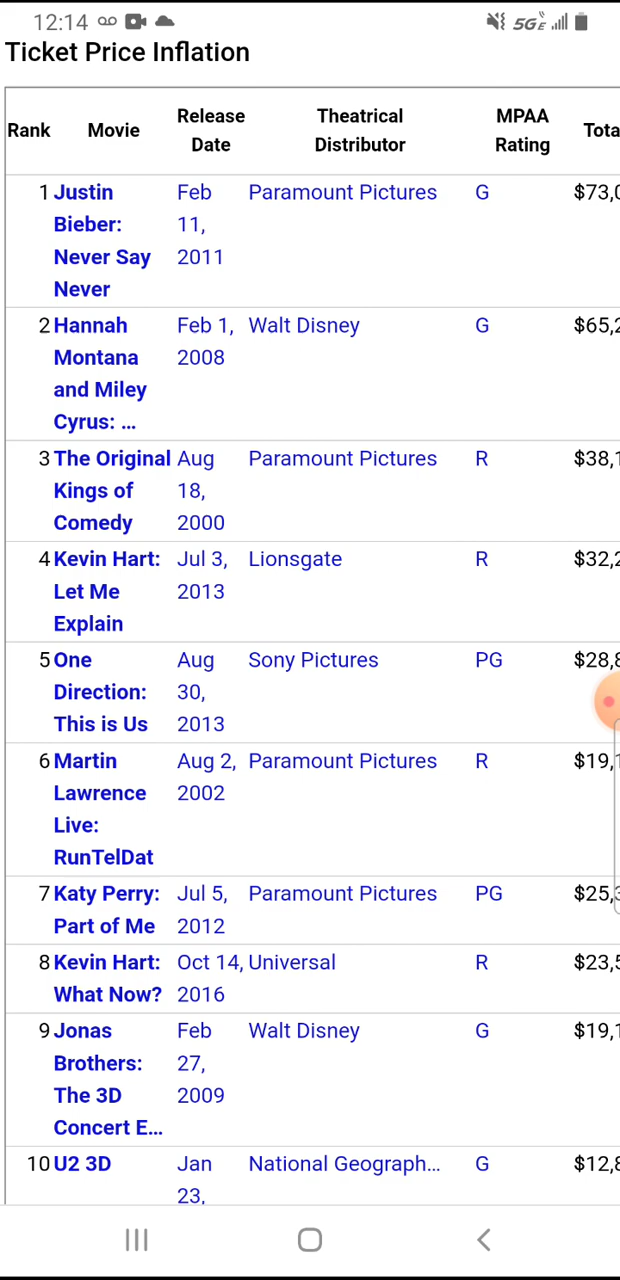 12:14
5GE
Ticket Price Inflation
Rank Movie Release Date Theatrical Distributor MPAA Rating Tota
1 Justin Bieber: Never Say Never Feb 11, 2011 Paramount Pictures G $73,0
2 Hannah Montana and Miley Cyrus: ... Feb 1, 2008 Walt Disney G $65,2
3 The Original Kings of Comedy Aug 18, 2000 Paramount Pictures R $38,1
4 Kevin Hart: Let Me Explain Jul 3, 2013 Lionsgate R $32,2
5 One Direction: This is Us Aug 30, 2013 Sony Pictures PG $28,8
6 Martin Lawrence Live: RunTelDat Aug 2, 2002 Paramount Pictures R $19,1
7 Katy Perry: Part of Me Jul 5, 2012 Paramount Pictures PG $25,3
8 Kevin Hart: What Now? Oct 14, 2016 Universal R $23,5
9 Jonas Brothers: The 3D Concert E... Feb 27, 2009 Walt Disney G $19,1
10 U2 3D Jan 23, National Geograph... G $12,8